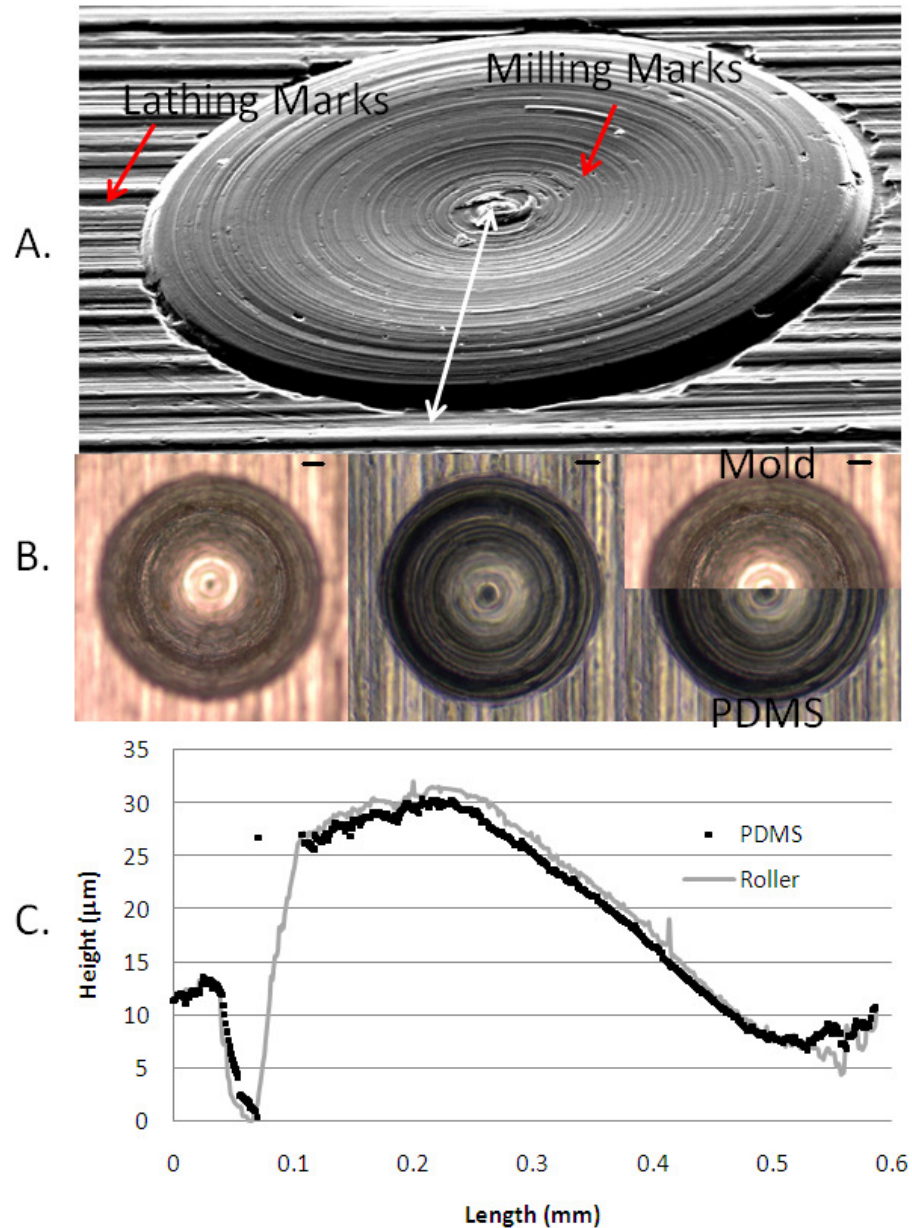 Milling Marks
Lathing Marks
A.
Mold
B.
PDMS
35
30
25
20
15
10
5
0
Height (µm)
C.
PDMS
Roller
0
0.1
0.2
0.3
0.4
0.5
0.6
Length (mm)